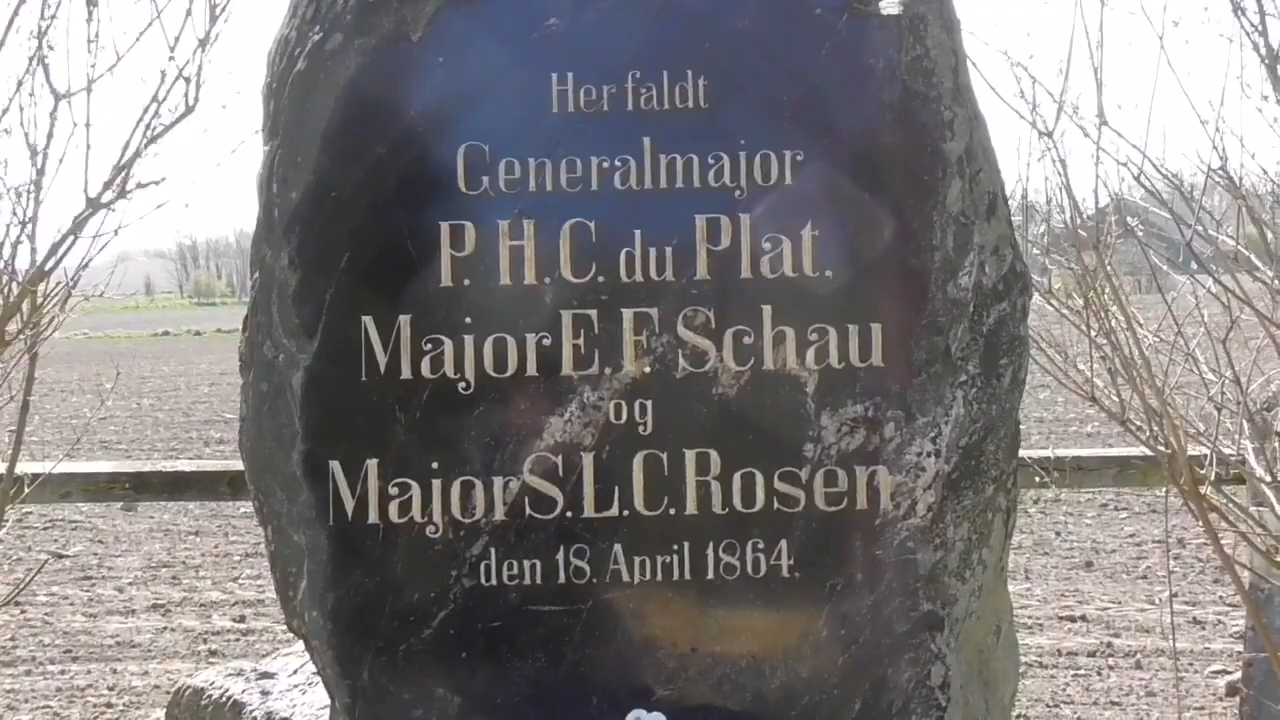 Her faldt
Generalmajor
P. H. C. du Plat,
Major E. F. Schau
og
Major S. L. C. Rosen
den 18. April 1864.